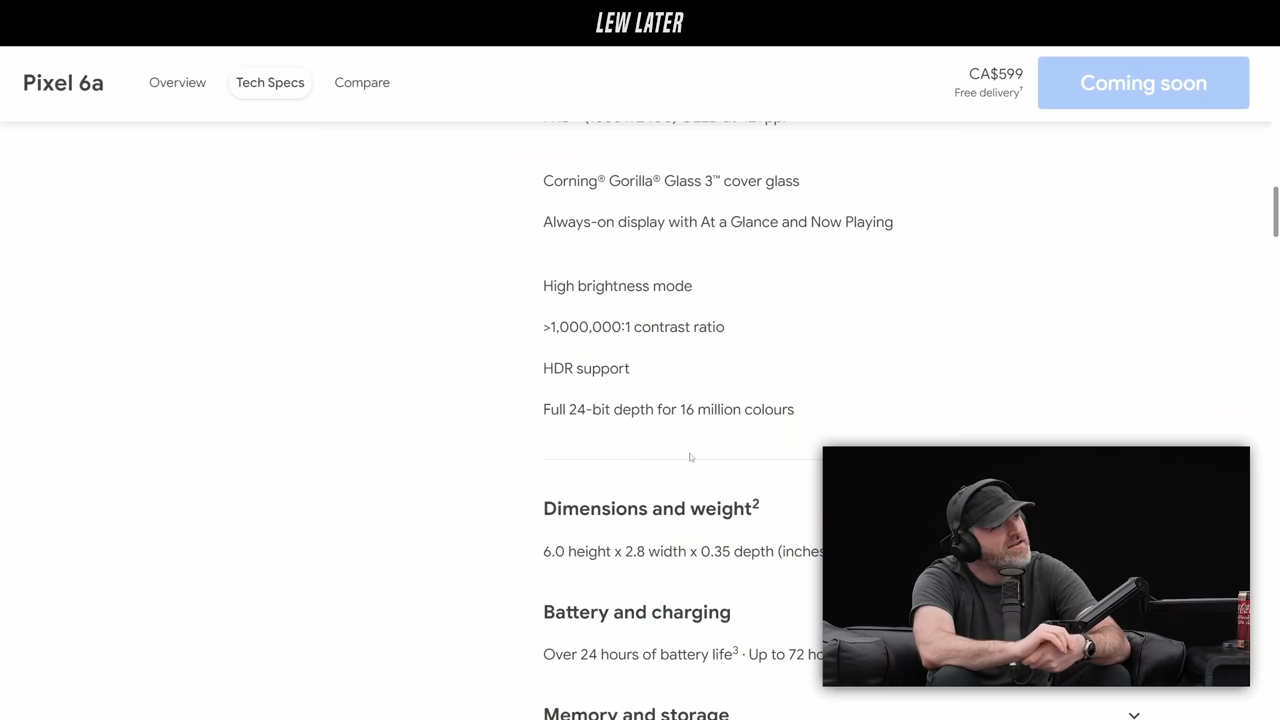 LEW LATER
Pixel 6a
Overview
Tech Specs
Compare
CA$599
Free delivery†
Coming soon
Corning® Gorilla® Glass 3™ cover glass
Always-on display with At a Glance and Now Playing
High brightness mode
>1,000,000:1 contrast ratio
HDR support
Full 24-bit depth for 16 million colours
Dimensions and weight²
6.0 height x 2.8 width x 0.35 depth (inches
Battery and charging
Over 24 hours of battery life³ · Up to 72 ho
Memory and storage